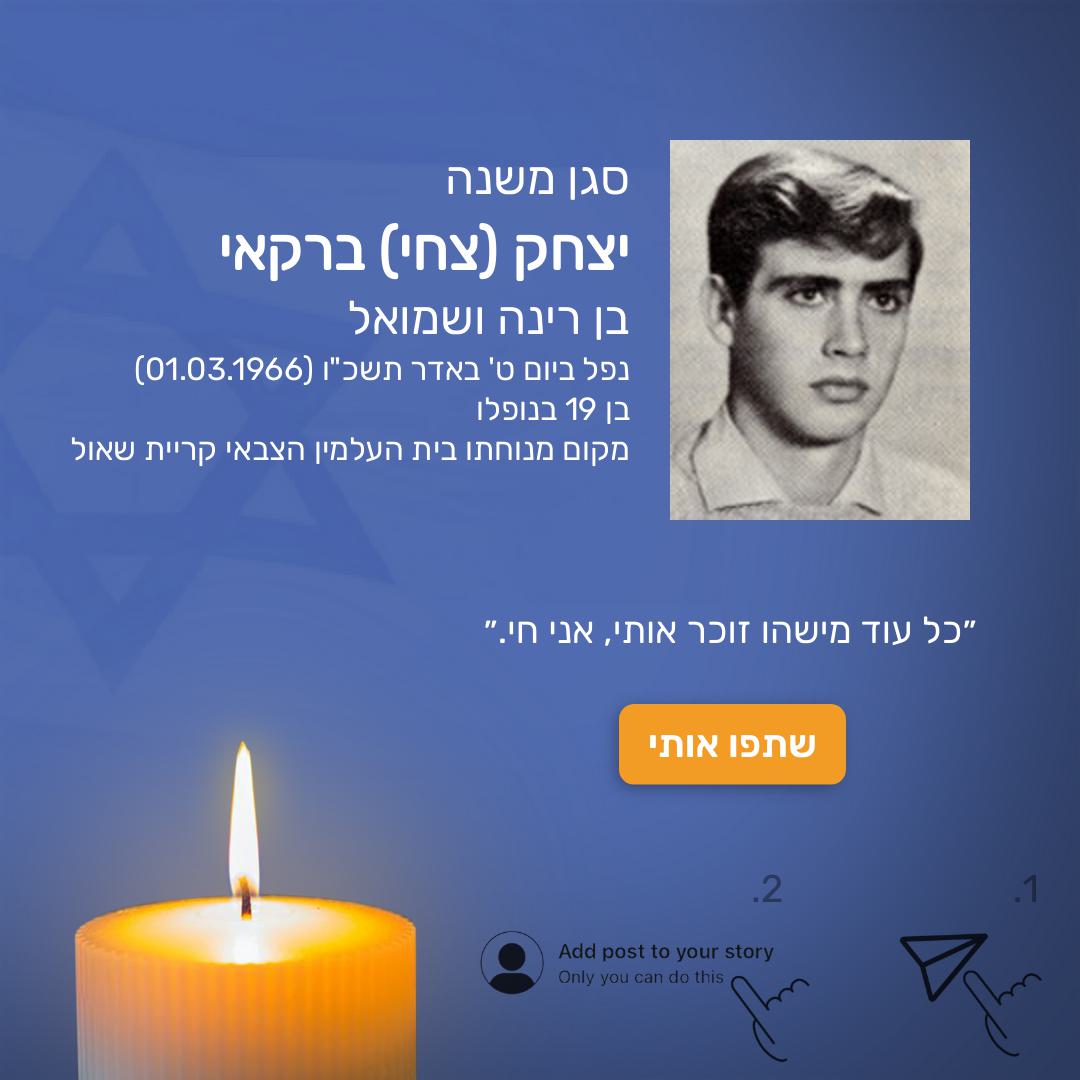 סגן משנה
יצחק (צחי) ברקאי
בן רינה ושמואל
נפל ביום ט' באדר תשכ"ו (01.03.1966)
בן 19 בנופלו
מקום מנוחתו בית העלמין הצבאי קריית שאול
"כל עוד מישהו זוכר אותי, אני חי."
שתפו אותי
1.
2.
Add post to your story
Only you can do this